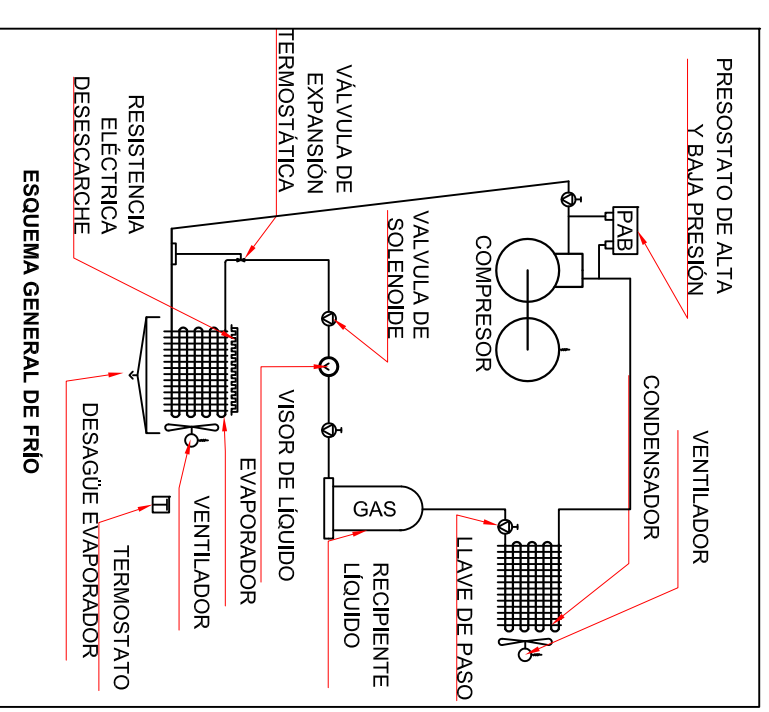 PRESOSTATO DE ALTA
Y BAJA PRESIÓN
PAB
COMPRESOR
VENTILADOR
CONDENSADOR
LLAVE DE PASO
GAS
RECIPIENTE
LÍQUIDO
VALVULA DE
SOLENOIDE
VISOR DE LÍQUIDO
VÁLVULA DE
EXPANSIÓN
TERMOSTÁTICA
EVAPORADOR
RESISTENCIA
ELÉCTRICA
DESESCARCHE
VENTILADOR
T
TERMOSTATO
DESAGÜE EVAPORADOR
ESQUEMA GENERAL DE FRÍO